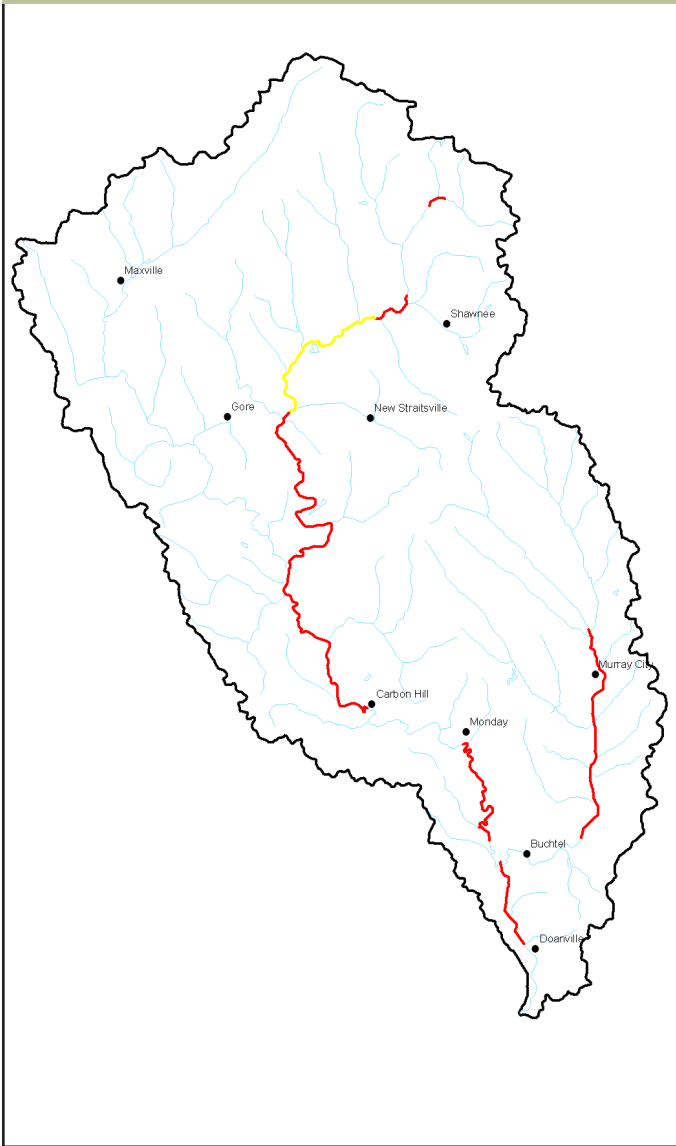 Maxville
Shawnee
Gore
New Straitsville
Murray City
Carbon Hill
Monday
Buchtel
Doanville